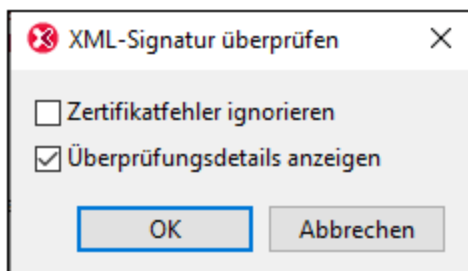 XML-Signatur überprüfen
Zertifikatfehler ignorieren
Überprüfungsdetails anzeigen
OK Abbrechen